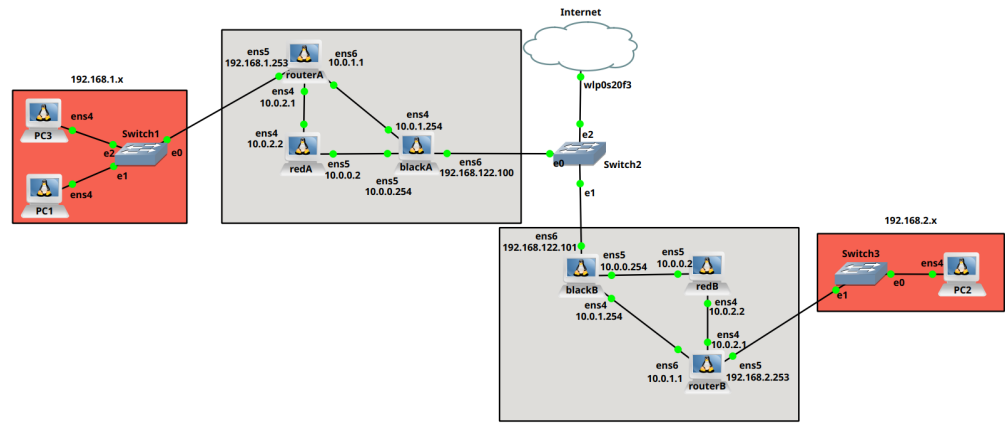 Internet
wlp0s20f3
e2
Switch2
e0
e1
192.168.1.x
ens4
PC3
Switch1
e2
e0
e1
PC1
ens4
ens5
192.168.1.253
ens6
10.0.1.1
routerA
ens4
10.0.2.1
ens4
10.0.2.2
redA
ens5
10.0.0.2
ens4
10.0.1.254
blackA
ens5
10.0.0.254
ens6
192.168.122.100
ens6
192.168.122.101
blackB
ens5
10.0.0.254
ens5
10.0.0.2
redB
ens4
10.0.1.254
ens4
10.0.2.2
ens4
10.0.2.1
ens6
10.0.1.1
routerB
ens5
192.168.2.253
192.168.2.x
Switch3
e1
e0
ens4
PC2